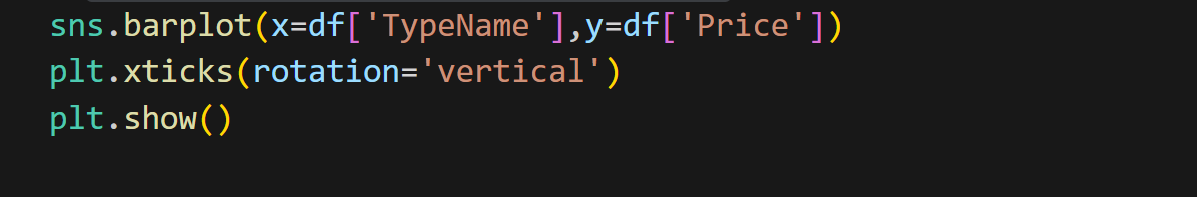 sns.barplot(x=df['TypeName'],y=df['Price'])
plt.xticks(rotation='vertical')
plt.show()